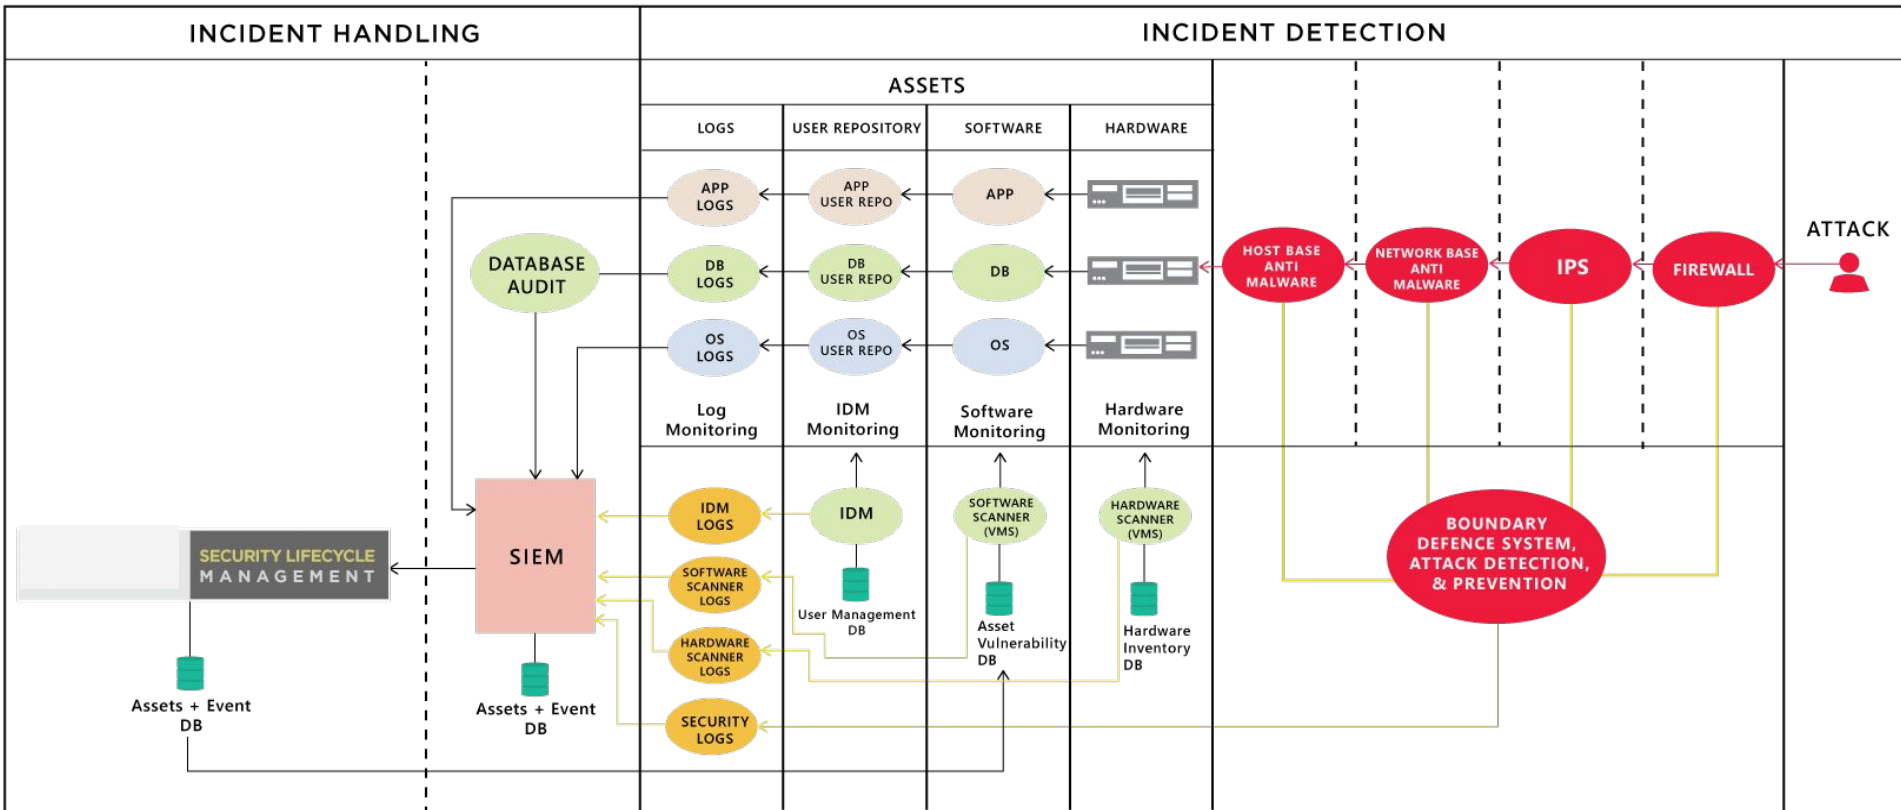 INCIDENT HANDLING
INCIDENT DETECTION
ASSETS
LOGS
USER REPOSITORY
SOFTWARE
HARDWARE
APP
LOGS
APP
USER REPO
APP
DATABASE
AUDIT
DB
LOGS
DB
USER REPO
DB
HOST BASE
ANTI
MALWARE
NETWORK BASE
ANTI
MALWARE
IPS
FIREWALL
ATTACK
OS
LOGS
OS
USER REPO
OS
Log
Monitoring
IDM
Monitoring
Software
Monitoring
Hardware
Monitoring
SECURITY LIFECYCLE
MANAGEMENT
SIEM
IDM
LOGS
IDM
SOFTWARE
SCANNER
(VMS)
HARDWARE
SCANNER
(VMS)
BOUNDARY
DEFENCE SYSTEM,
ATTACK DETECTION,
& PREVENTION
SOFTWARE
SCANNER
LOGS
User Management
DB
Asset
Vulnerability
DB
Hardware
Inventory
DB
HARDWARE
SCANNER
LOGS
Assets + Event
DB
Assets + Event
DB
SECURITY
LOGS